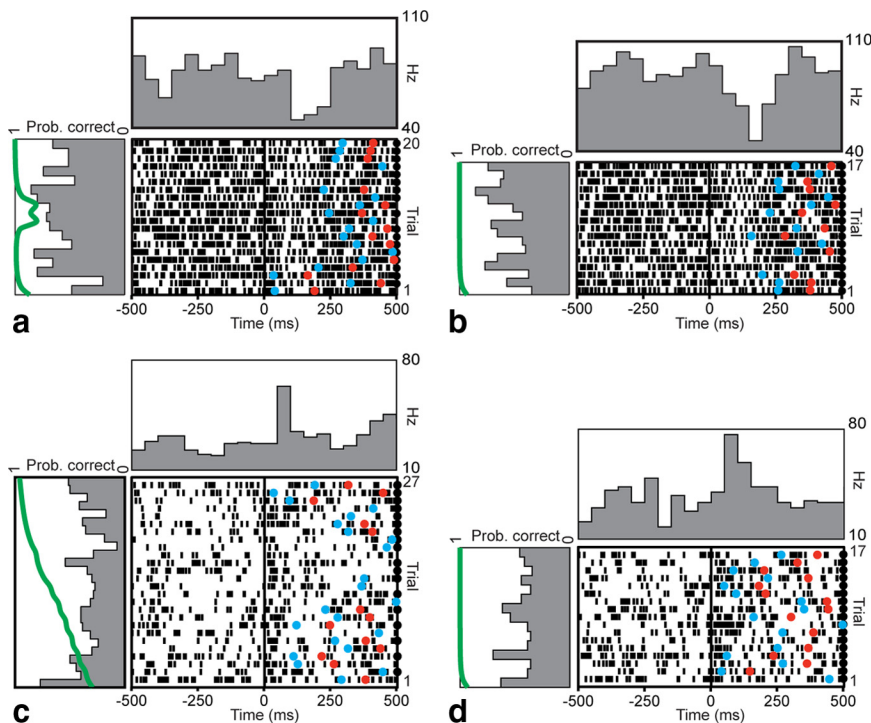 110
Hz
40
1 Prob. correct 0
20
Trial
1
-500 -250 0 250 500
Time (ms)
a
110
Hz
40
1 Prob. correct 0
17
Trial
1
-500 -250 0 250 500
Time (ms)
b
80
Hz
10
1 Prob. correct 0
27
Trial
1
-500 -250 0 250 500
Time (ms)
c
80
Hz
10
1 Prob. correct 0
17
Trial
1
-500 -250 0 250 500
Time (ms)
d